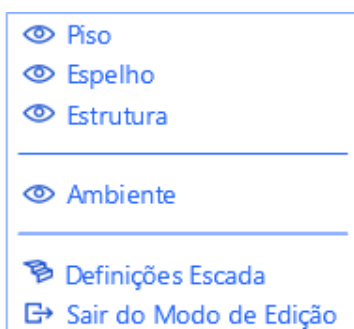 Piso
Espelho
Estrutura
Ambiente
Definições Escada
Sair do Modo de Edição